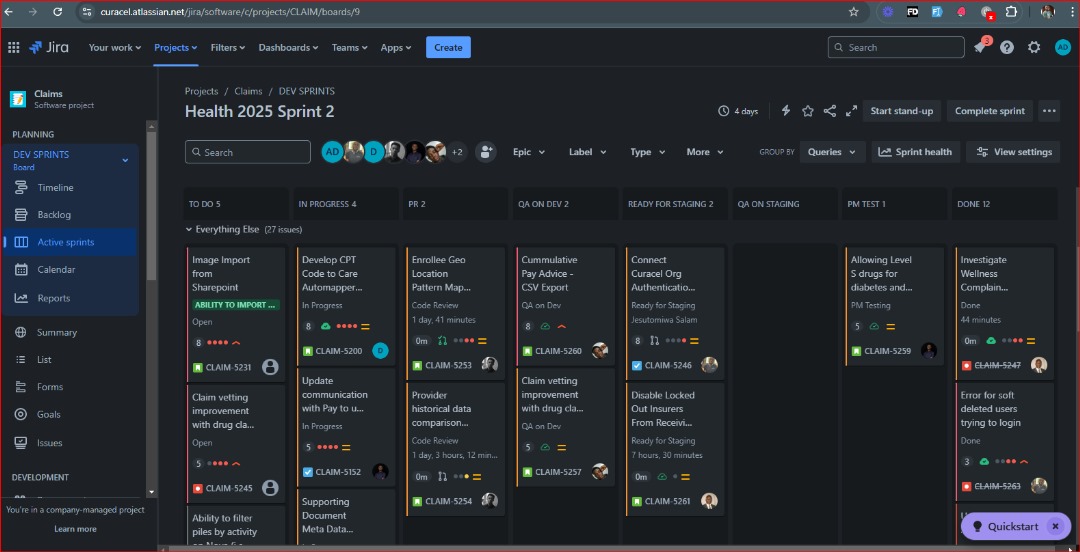 curacel.atlassian.net/jira/software/c/projects/CLAIM/boards/9
FD
Jira
Your work
Projects
Filters
Dashboards
Teams
Apps
Create
Search
3
AD
Claims
Software project
PLANNING
DEV SPRINTS
Board
Timeline
Backlog
Active sprints
Calendar
Reports
Summary
List
Forms
Goals
Issues
DEVELOPMENT
You're in a company-managed project
Learn more
Projects / Claims / DEV SPRINTS
Health 2025 Sprint 2
4 days
Start stand-up
Complete sprint
Search
AD
D
+2
Epic
Label
Type
More
GROUP BY
Queries
Sprint health
View settings
TO DO 5
IN PROGRESS 4
PR 2
QA ON DEV 2
READY FOR STAGING 2
QA ON STAGING
PM TEST 1
DONE 12
Everything Else (27 issues)
Image Import
from
Sharepoint
ABILITY TO IMPORT ...
Open
8
CLAIM-5231
Claim vetting
improvement
with drug cla...
Open
5
CLAIM-5245
Ability to filter
piles by activity
Develop CPT
Code to Care
Automapper...
In Progress
8
CLAIM-5200
D
Update
communication
with Pay to u...
In Progress
5
CLAIM-5152
Supporting
Document
Meta Data...
Enrollee Geo
Location
Pattern Map...
Code Review
1 day, 41 minutes
0m
CLAIM-5253
Provider
historical data
comparison...
Code Review
1 day, 3 hours, 12 min...
0m
CLAIM-5254
Cummulative
Pay Advice -
CSV Export
QA on Dev
8
CLAIM-5260
Claim vetting
improvement
with drug cla...
QA on Dev
5
CLAIM-5257
Connect
Curacel Org
Authenticatio...
Ready for Staging
Jesutomiwa Salam
8
CLAIM-5246
Disable Locked
Out Insurers
From Receivi...
Ready for Staging
7 hours, 30 minutes
0m
CLAIM-5261
Allowing Level
S drugs for
diabetes and...
PM Testing
5
CLAIM-5259
Investigate
Wellness
Complain...
Done
44 minutes
0m
CLAIM-5247
Error for soft
deleted users
trying to login
Done
3
CLAIM-5263
Quickstart